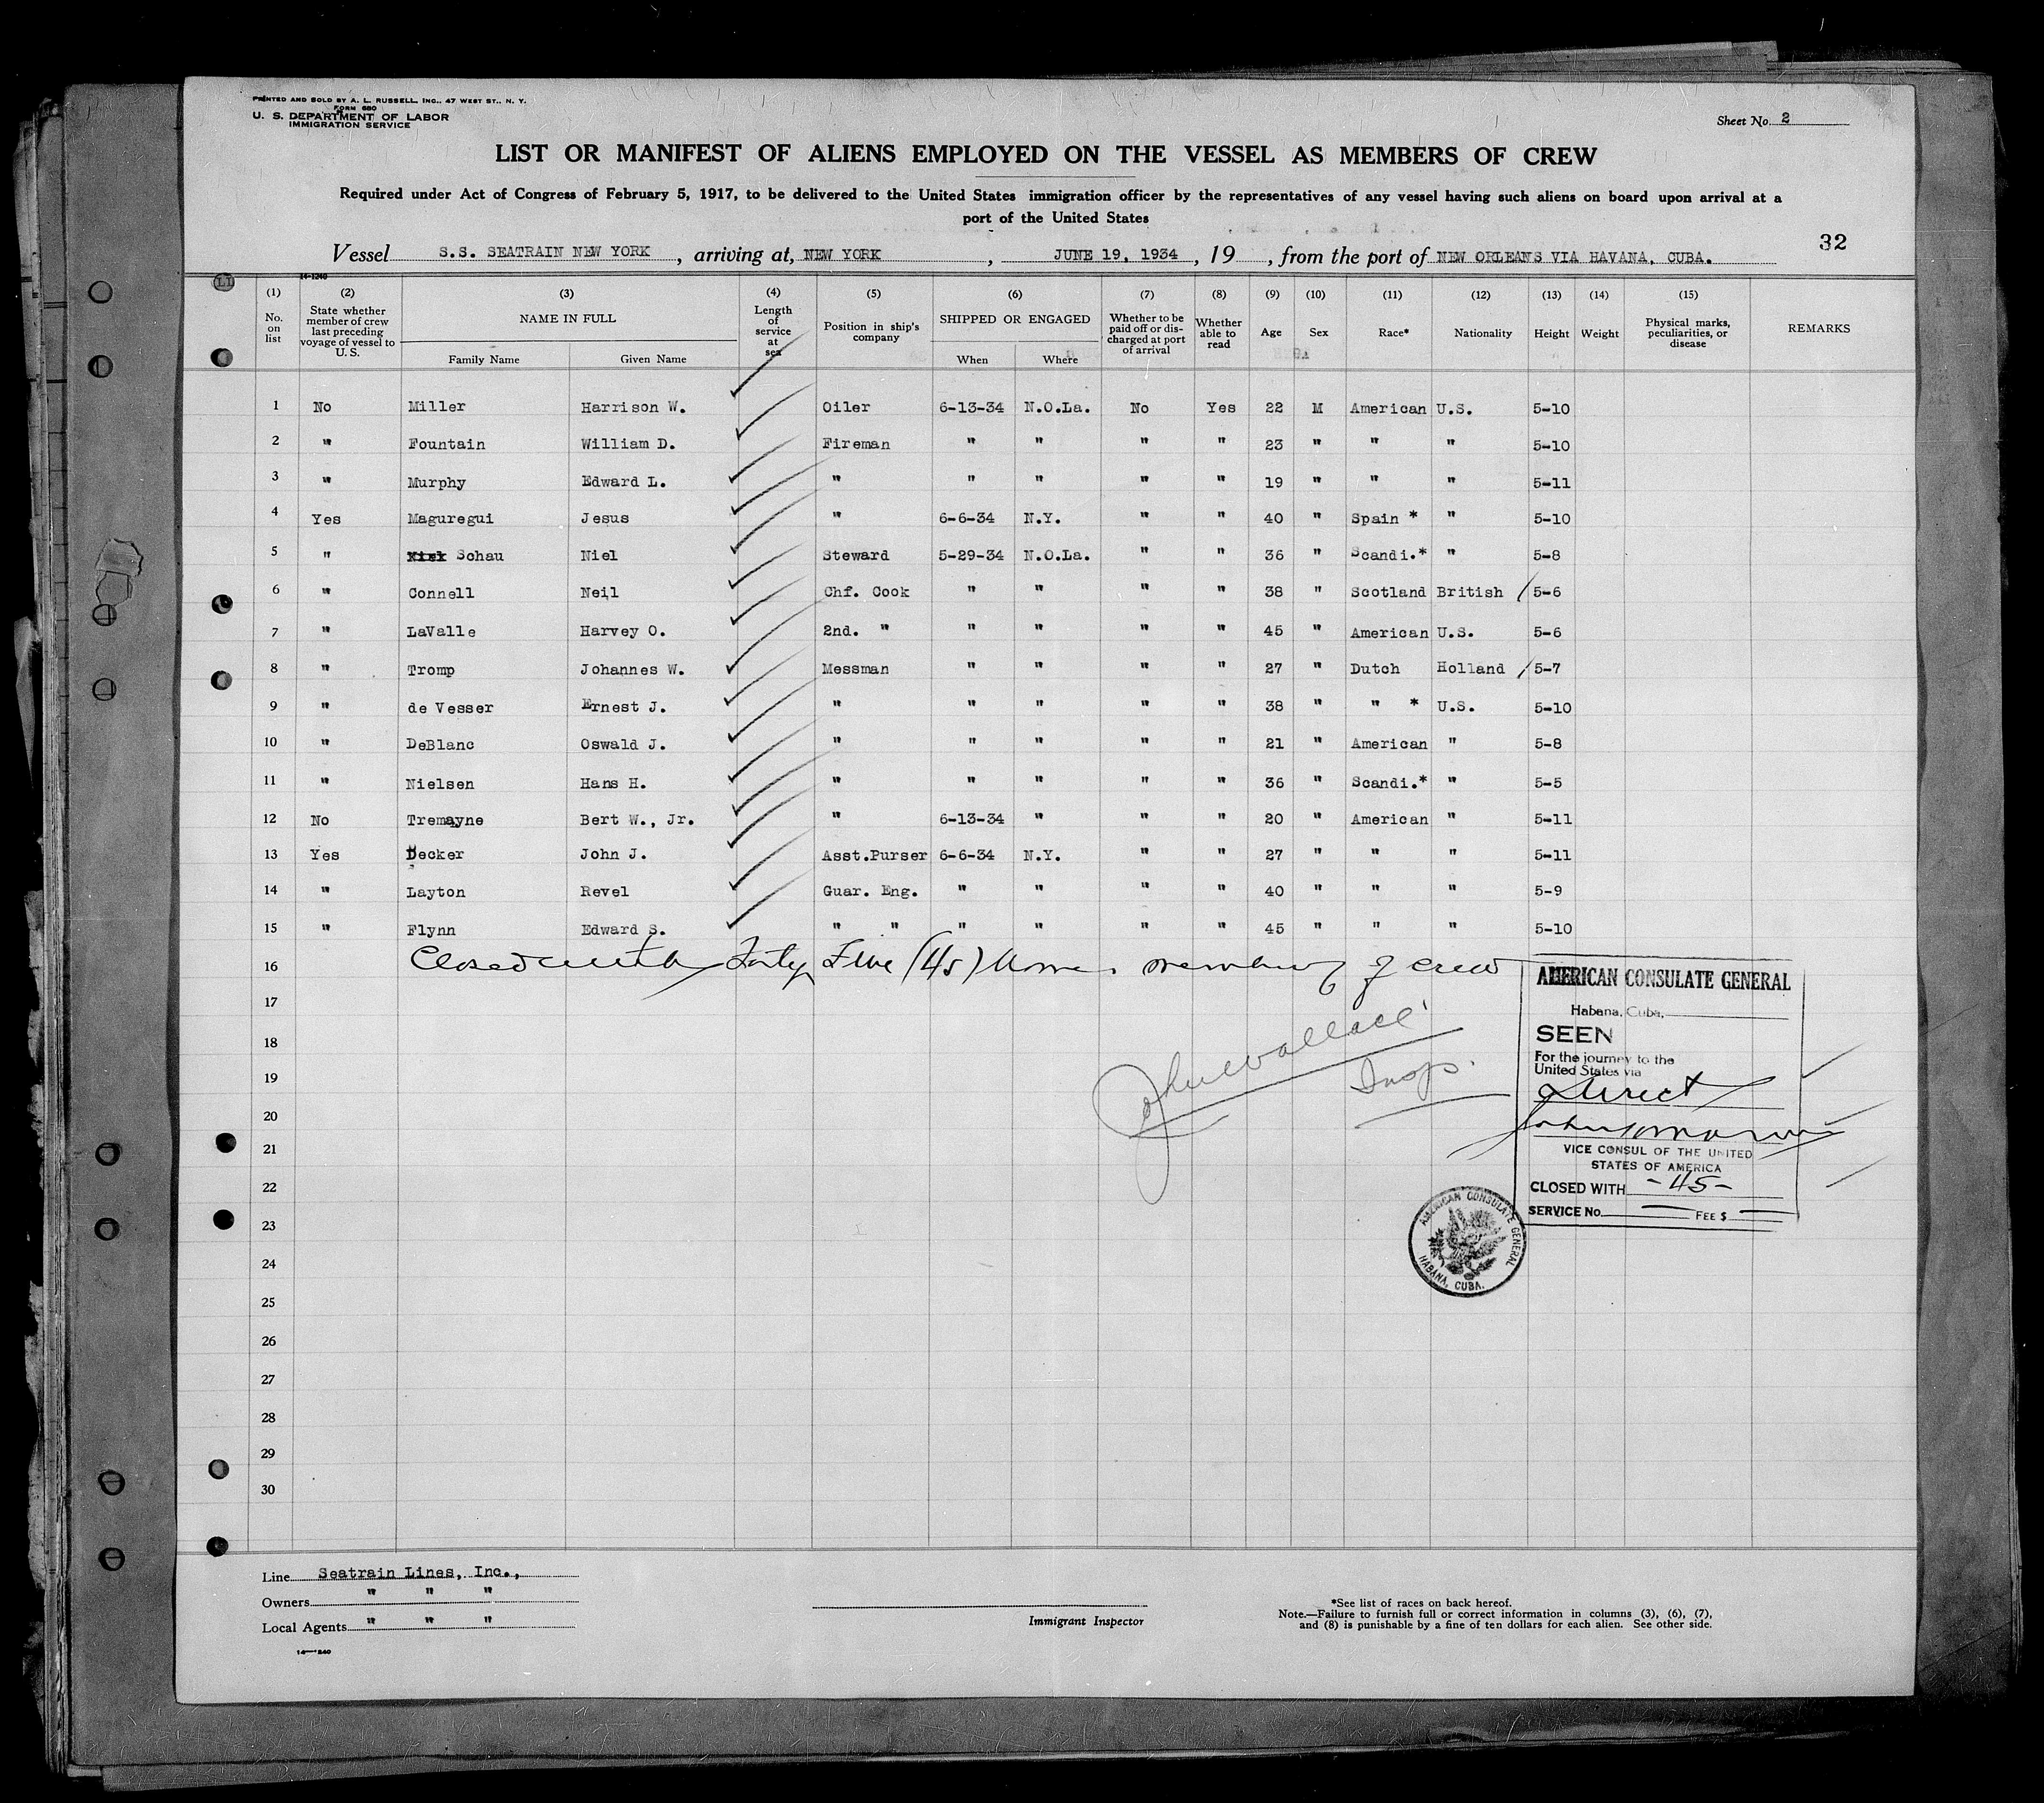 PRINTED AND SOLD BY A. L. RUSSELL, INC., 47 WEST ST., N. Y.
FORM 680
U. S. DEPARTMENT OF LABOR
IMMIGRATION SERVICE
Sheet No. 2
LIST OR MANIFEST OF ALIENS EMPLOYED ON THE VESSEL AS MEMBERS OF CREW
Required under Act of Congress of February 5, 1917, to be delivered to the United States immigration officer by the representatives of any vessel having such aliens on board upon arrival at a
port of the United States
32
Vessel S.S. SEATRAIN NEW YORK, arriving at, NEW YORK, JUNE 19, 1934, 19 , from the port of NEW ORLEANS VIA HAVANA, CUBA.
14-1240
(1) (2) (3) (4) (5) (6) (7) (8) (9) (10) (11) (12) (13) (14) (15)
No. on list State whether member of crew last preceding voyage of vessel to U. S. NAME IN FULL Length of service at sea Position in ship's company SHIPPED OR ENGAGED Whether to be paid off or discharged at port of arrival Whether able to read Age Sex Race* Nationality Height Weight Physical marks, peculiarities, or disease REMARKS
Family Name Given Name When Where
1 No Miller Harrison W. Oiler 6-13-34 N.O.La. No Yes 22 M American U.S. 5-10
2 " Fountain William D. Fireman " " " " 23 " " " 5-10
3 " Murphy Edward L. " " " " " 19 " " " 5-11
4 Yes Maguregui Jesus " 6-6-34 N.Y. " " 40 " Spain * " 5-10
5 " Schau Niel Steward 5-29-34 N.O.La. " " 36 " Scandi.* " 5-8
6 " Connell Neil Chf. Cook " " " " 38 " Scotland British 5-6
7 " LaValle Harvey O. 2nd. " " " " " 45 " American U.S. 5-6
8 " Tromp Johannes W. Messman " " " " 27 " Dutch Holland 5-7
9 " de Vesser Ernest J. " " " " " 38 " " * U.S. 5-10
10 " DeBlanc Oswald J. " " " " " 21 " American " 5-8
11 " Nielsen Hans H. " " " " " 36 " Scandi.* " 5-5
12 No Tremayne Bert W., Jr. " 6-13-34 " " " 20 " American " 5-11
13 Yes Decker John J. Asst.Purser 6-6-34 N.Y. " " 27 " " " 5-11
14 " Layton Revel Guar. Eng. " " " " 40 " " " 5-9
15 " Flynn Edward S. " " " " " " 45 " " " 5-10
16 Closed with Forty Five (45) members of crew
17
18
19
20
21
22
23
24
25
26
27
28
29
30
John Wallace
Insp.
AMERICAN CONSULATE GENERAL
Habana, Cuba,
SEEN
For the journey to the
United States via
Direct
VICE CONSUL OF THE UNITED
STATES OF AMERICA
CLOSED WITH -45-
SERVICE No. FEE $
AMERICAN CONSULATE GENERAL
HABANA, CUBA.
Line Seatrain Lines, Inc.,
Owners " " "
Local Agents " " "
14-1240
Immigrant Inspector
*See list of races on back hereof.
Note.—Failure to furnish full or correct information in columns (3), (6), (7),
and (8) is punishable by a fine of ten dollars for each alien. See other side.